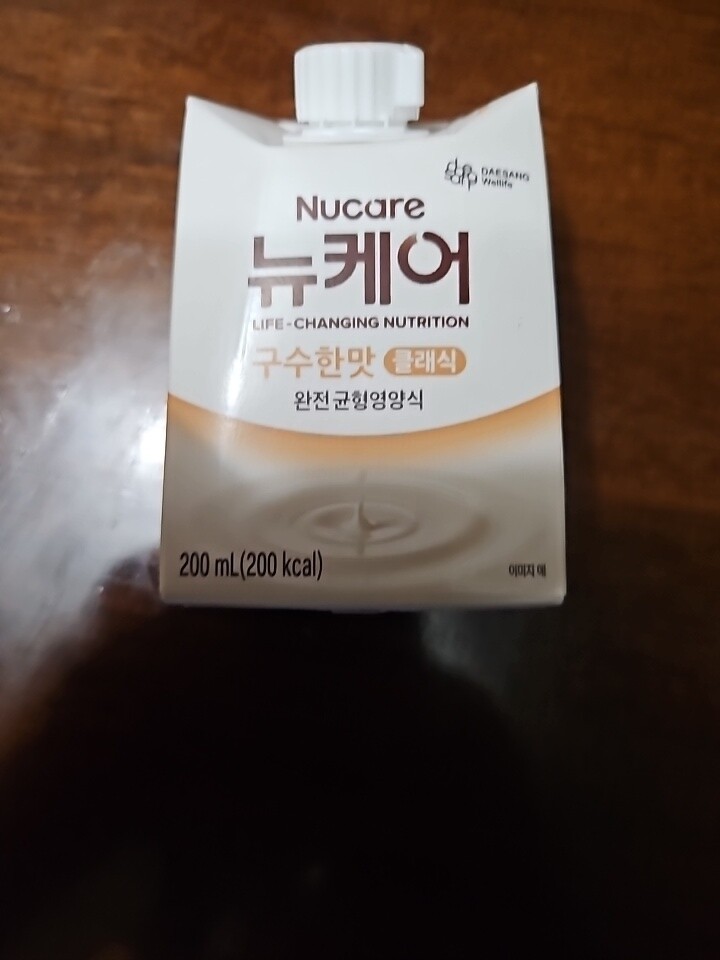 DAESANG
Wellife
Nucare
뉴케어
LIFE-CHANGING NUTRITION
구수한맛 클래식
완전균형영양식
200 mL(200 kcal)
이미지 예